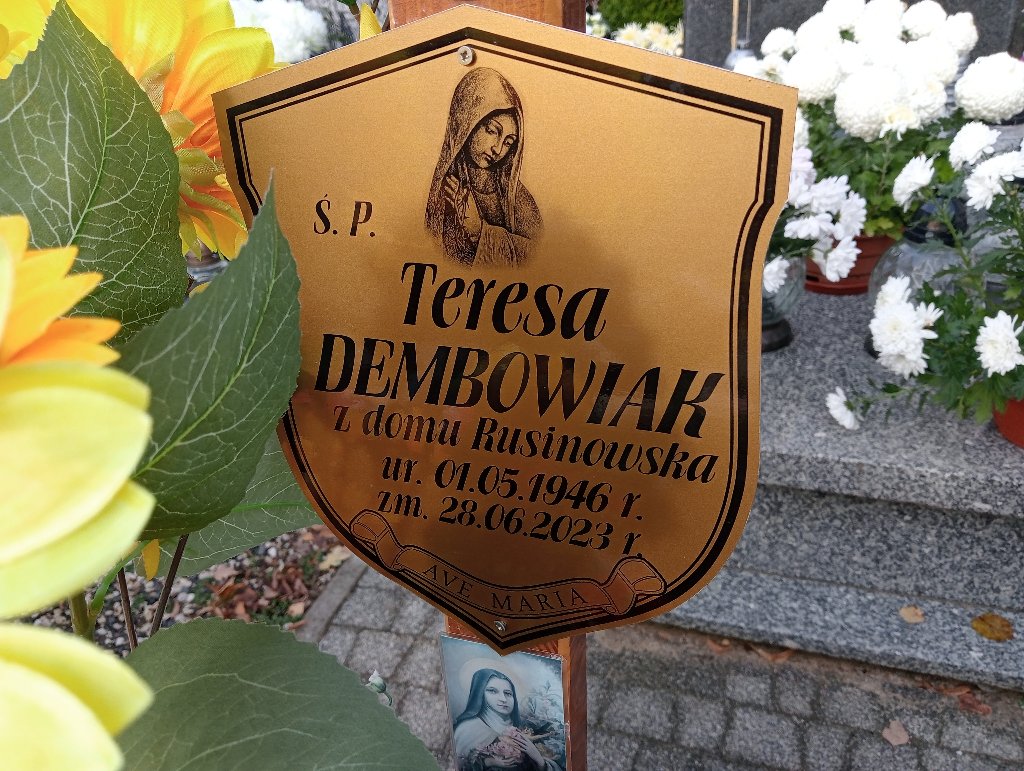 Ś. P.
Teresa
DEMBOWIAK
z domu Rusinowska
ur. 01.05.1946 r.
zm. 28.06.2023 r.
AVE MARIA